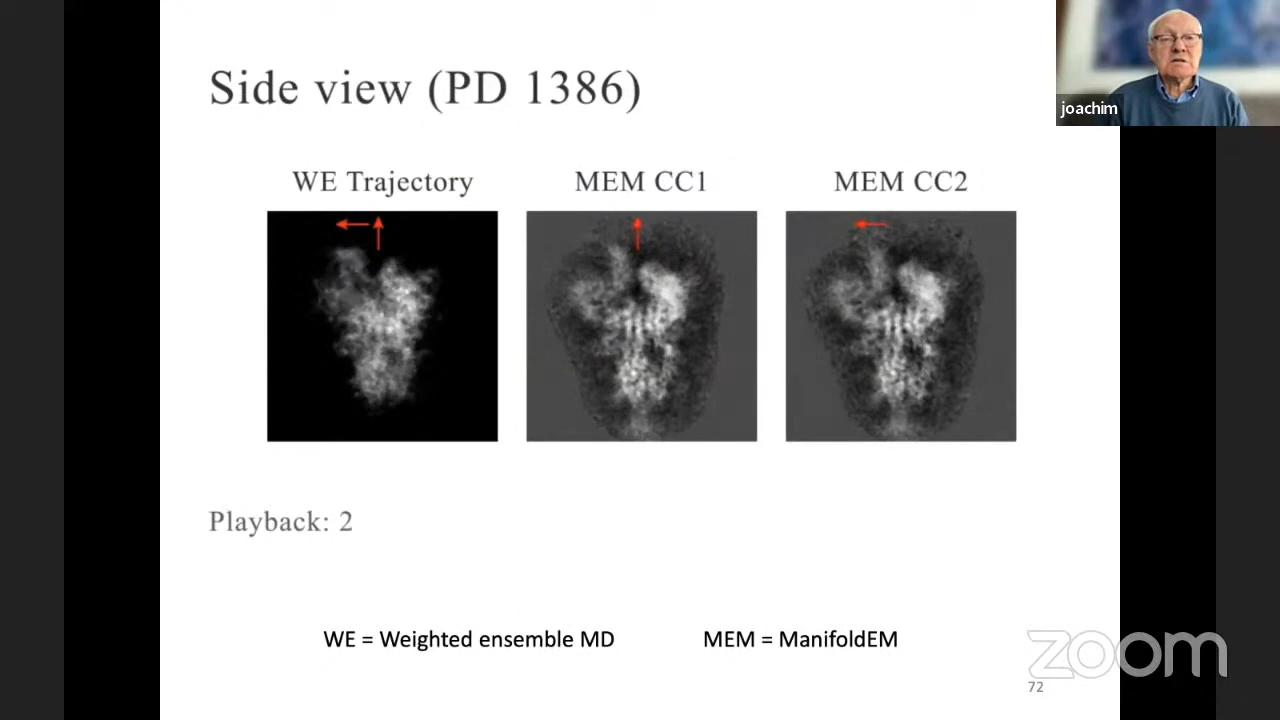 Side view (PD 1386)
joachim
WE Trajectory
MEM CC1
MEM CC2
Playback: 2
WE = Weighted ensemble MD
MEM = ManifoldEM
zoom
72